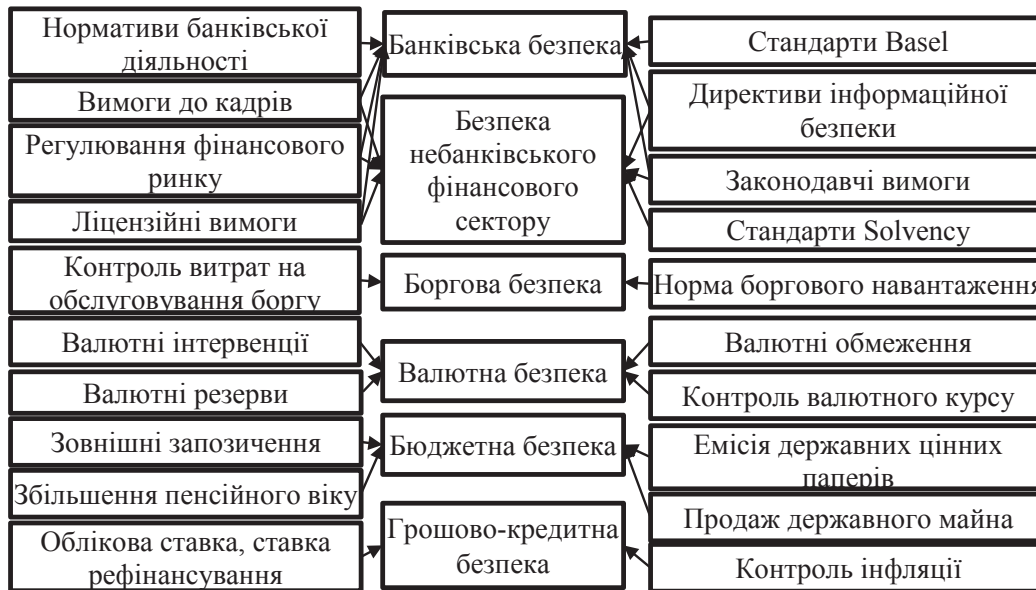 Нормативи банківської
діяльності
Вимоги до кадрів
Регулювання фінансового
ринку
Ліцензійні вимоги
Контроль витрат на
обслуговування боргу
Валютні інтервенції
Валютні резерви
Зовнішні запозичення
Збільшення пенсійного віку
Облікова ставка, ставка
рефінансування
Банківська безпека
Безпека
небанківського
фінансового
сектору
Боргова безпека
Валютна безпека
Бюджетна безпека
Грошово-кредитна
безпека
Стандарти Basel
Директиви інформаційної
безпеки
Законодавчі вимоги
Стандарти Solvency
Норма боргового навантаження
Валютні обмеження
Контроль валютного курсу
Емісія державних цінних
паперів
Продаж державного майна
Контроль інфляції